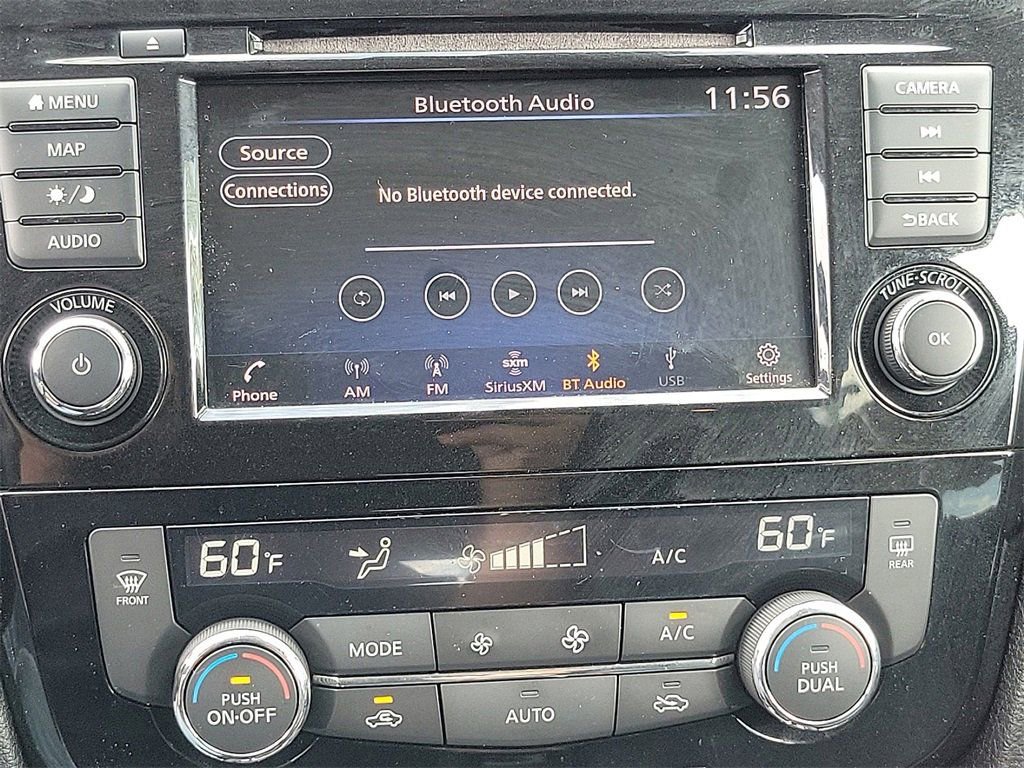 MENU
MAP
AUDIO
VOLUME
Bluetooth Audio
11:56
Source
Connections
No Bluetooth device connected.
Phone
AM
FM
sxm
SiriusXM
BT Audio
USB
Settings
CAMERA
BACK
TUNE·SCROLL
OK
60°F
A/C
60°F
FRONT
REAR
MODE
A/C
PUSH
ON·OFF
AUTO
PUSH
DUAL